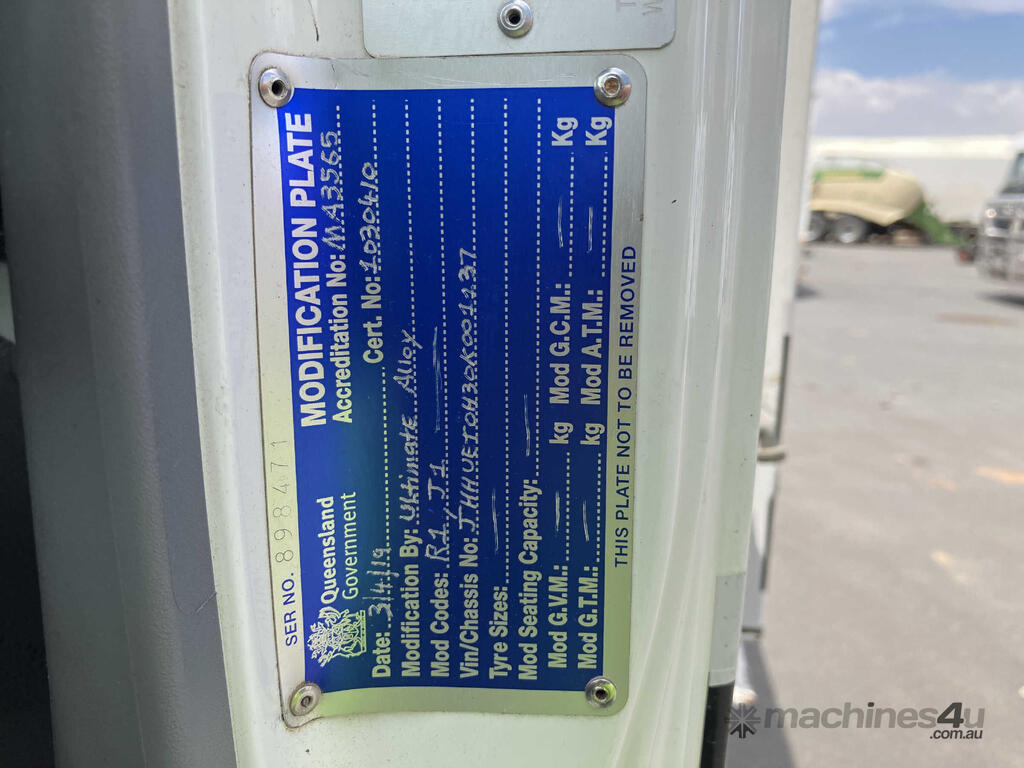 SER NO. 898471
Queensland Government
MODIFICATION PLATE
Accreditation No: MA3565
Date: 3/4/19 Cert. No: 1030410
Modification By: Ultimate Alloy
Mod Codes: R1, J1
Vin/Chassis No:
Tyre Sizes: —
Mod Seating Capacity: —
Mod G.V.M.: — kg Mod G.C.M.: — Kg
Mod G.T.M.: — kg Mod A.T.M.: — Kg
THIS PLATE NOT TO BE REMOVED
machines4u
.com.au